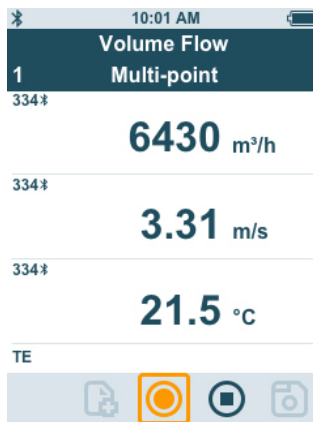 10:01 AM
Volume Flow
1 Multi-point
334
6430 m³/h
334
3.31 m/s
334
21.5 °C
TE